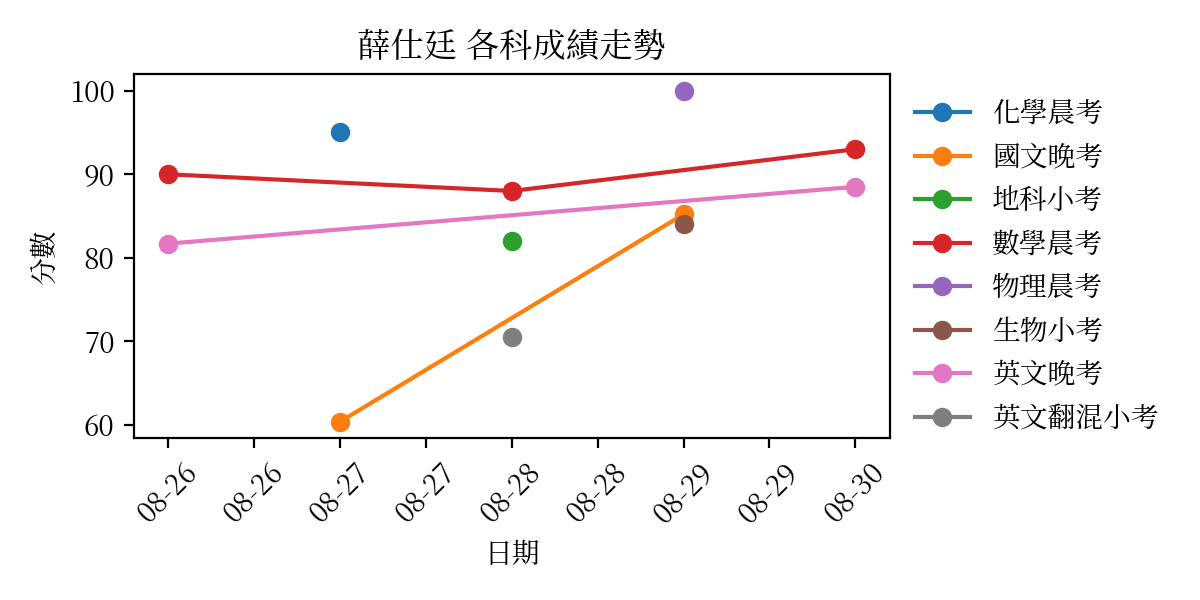 薛仕廷 各科成績走勢
分數
100
90
80
70
60
08-26
08-26
08-27
08-27
08-28
08-28
08-29
08-29
08-30
日期
化學晨考
國文晚考
地科小考
數學晨考
物理晨考
生物小考
英文晚考
英文翻混小考